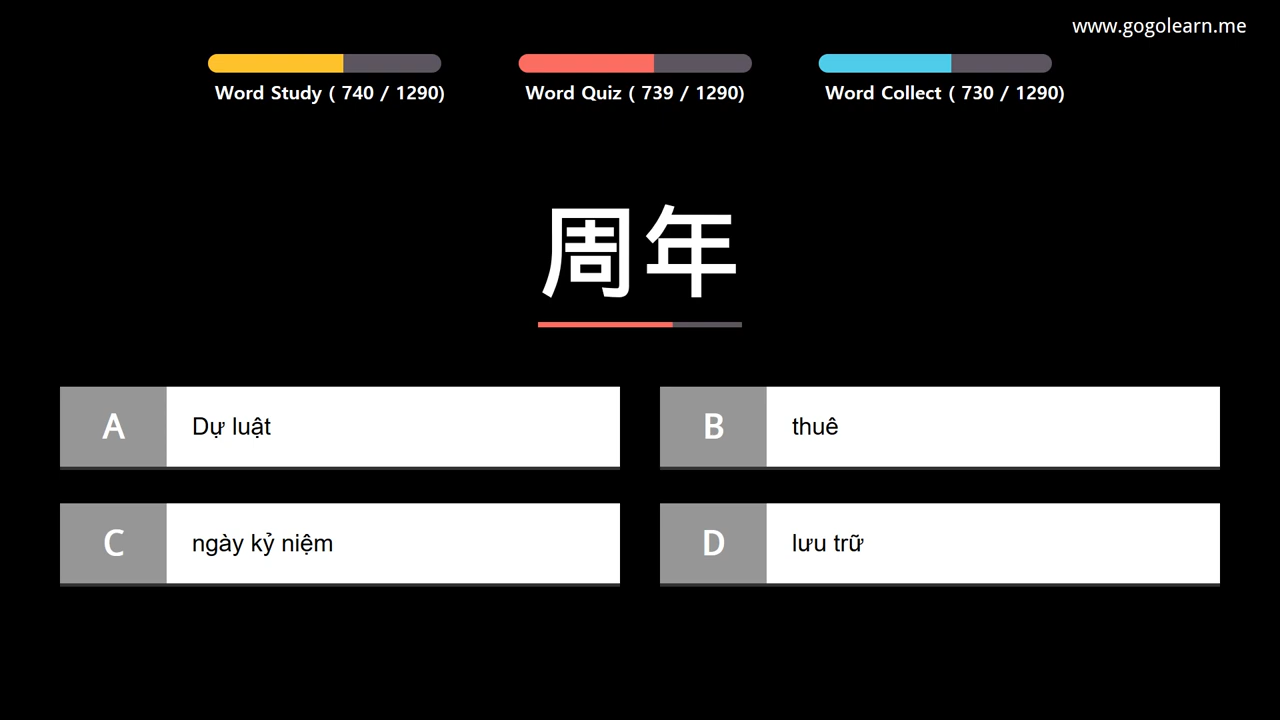 www.gogolearn.me
Word Study ( 740 / 1290)
Word Quiz ( 739 / 1290)
Word Collect ( 730 / 1290)
周年
A Dự luật
B thuê
C ngày kỷ niệm
D lưu trữ